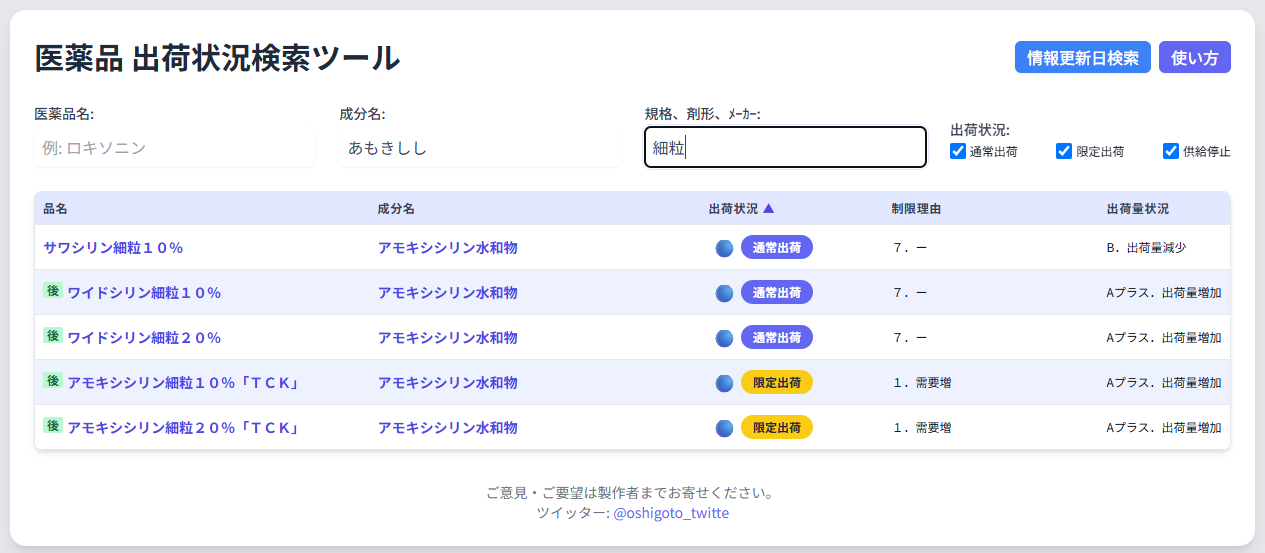 医薬品 出荷状況検索ツール
情報更新日検索 使い方
医薬品名: 成分名: 規格、剤形、ﾒｰｶｰ: 出荷状況:
例: ロキソニン あもきしし 細粒 通常出荷 限定出荷 供給停止
品名 成分名 出荷状況 ▲ 制限理由 出荷量状況
サワシリン細粒１０％ アモキシシリン水和物 通常出荷 ７．ー B．出荷量減少
後 ワイドシリン細粒１０％ アモキシシリン水和物 通常出荷 ７．ー Aプラス．出荷量増加
後 ワイドシリン細粒２０％ アモキシシリン水和物 通常出荷 ７．ー Aプラス．出荷量増加
後 アモキシシリン細粒１０％「ＴＣＫ」 アモキシシリン水和物 限定出荷 １．需要増 Aプラス．出荷量増加
後 アモキシシリン細粒２０％「ＴＣＫ」 アモキシシリン水和物 限定出荷 １．需要増 Aプラス．出荷量増加
ご意見・ご要望は製作者までお寄せください。
ツイッター: @oshigoto_twitte